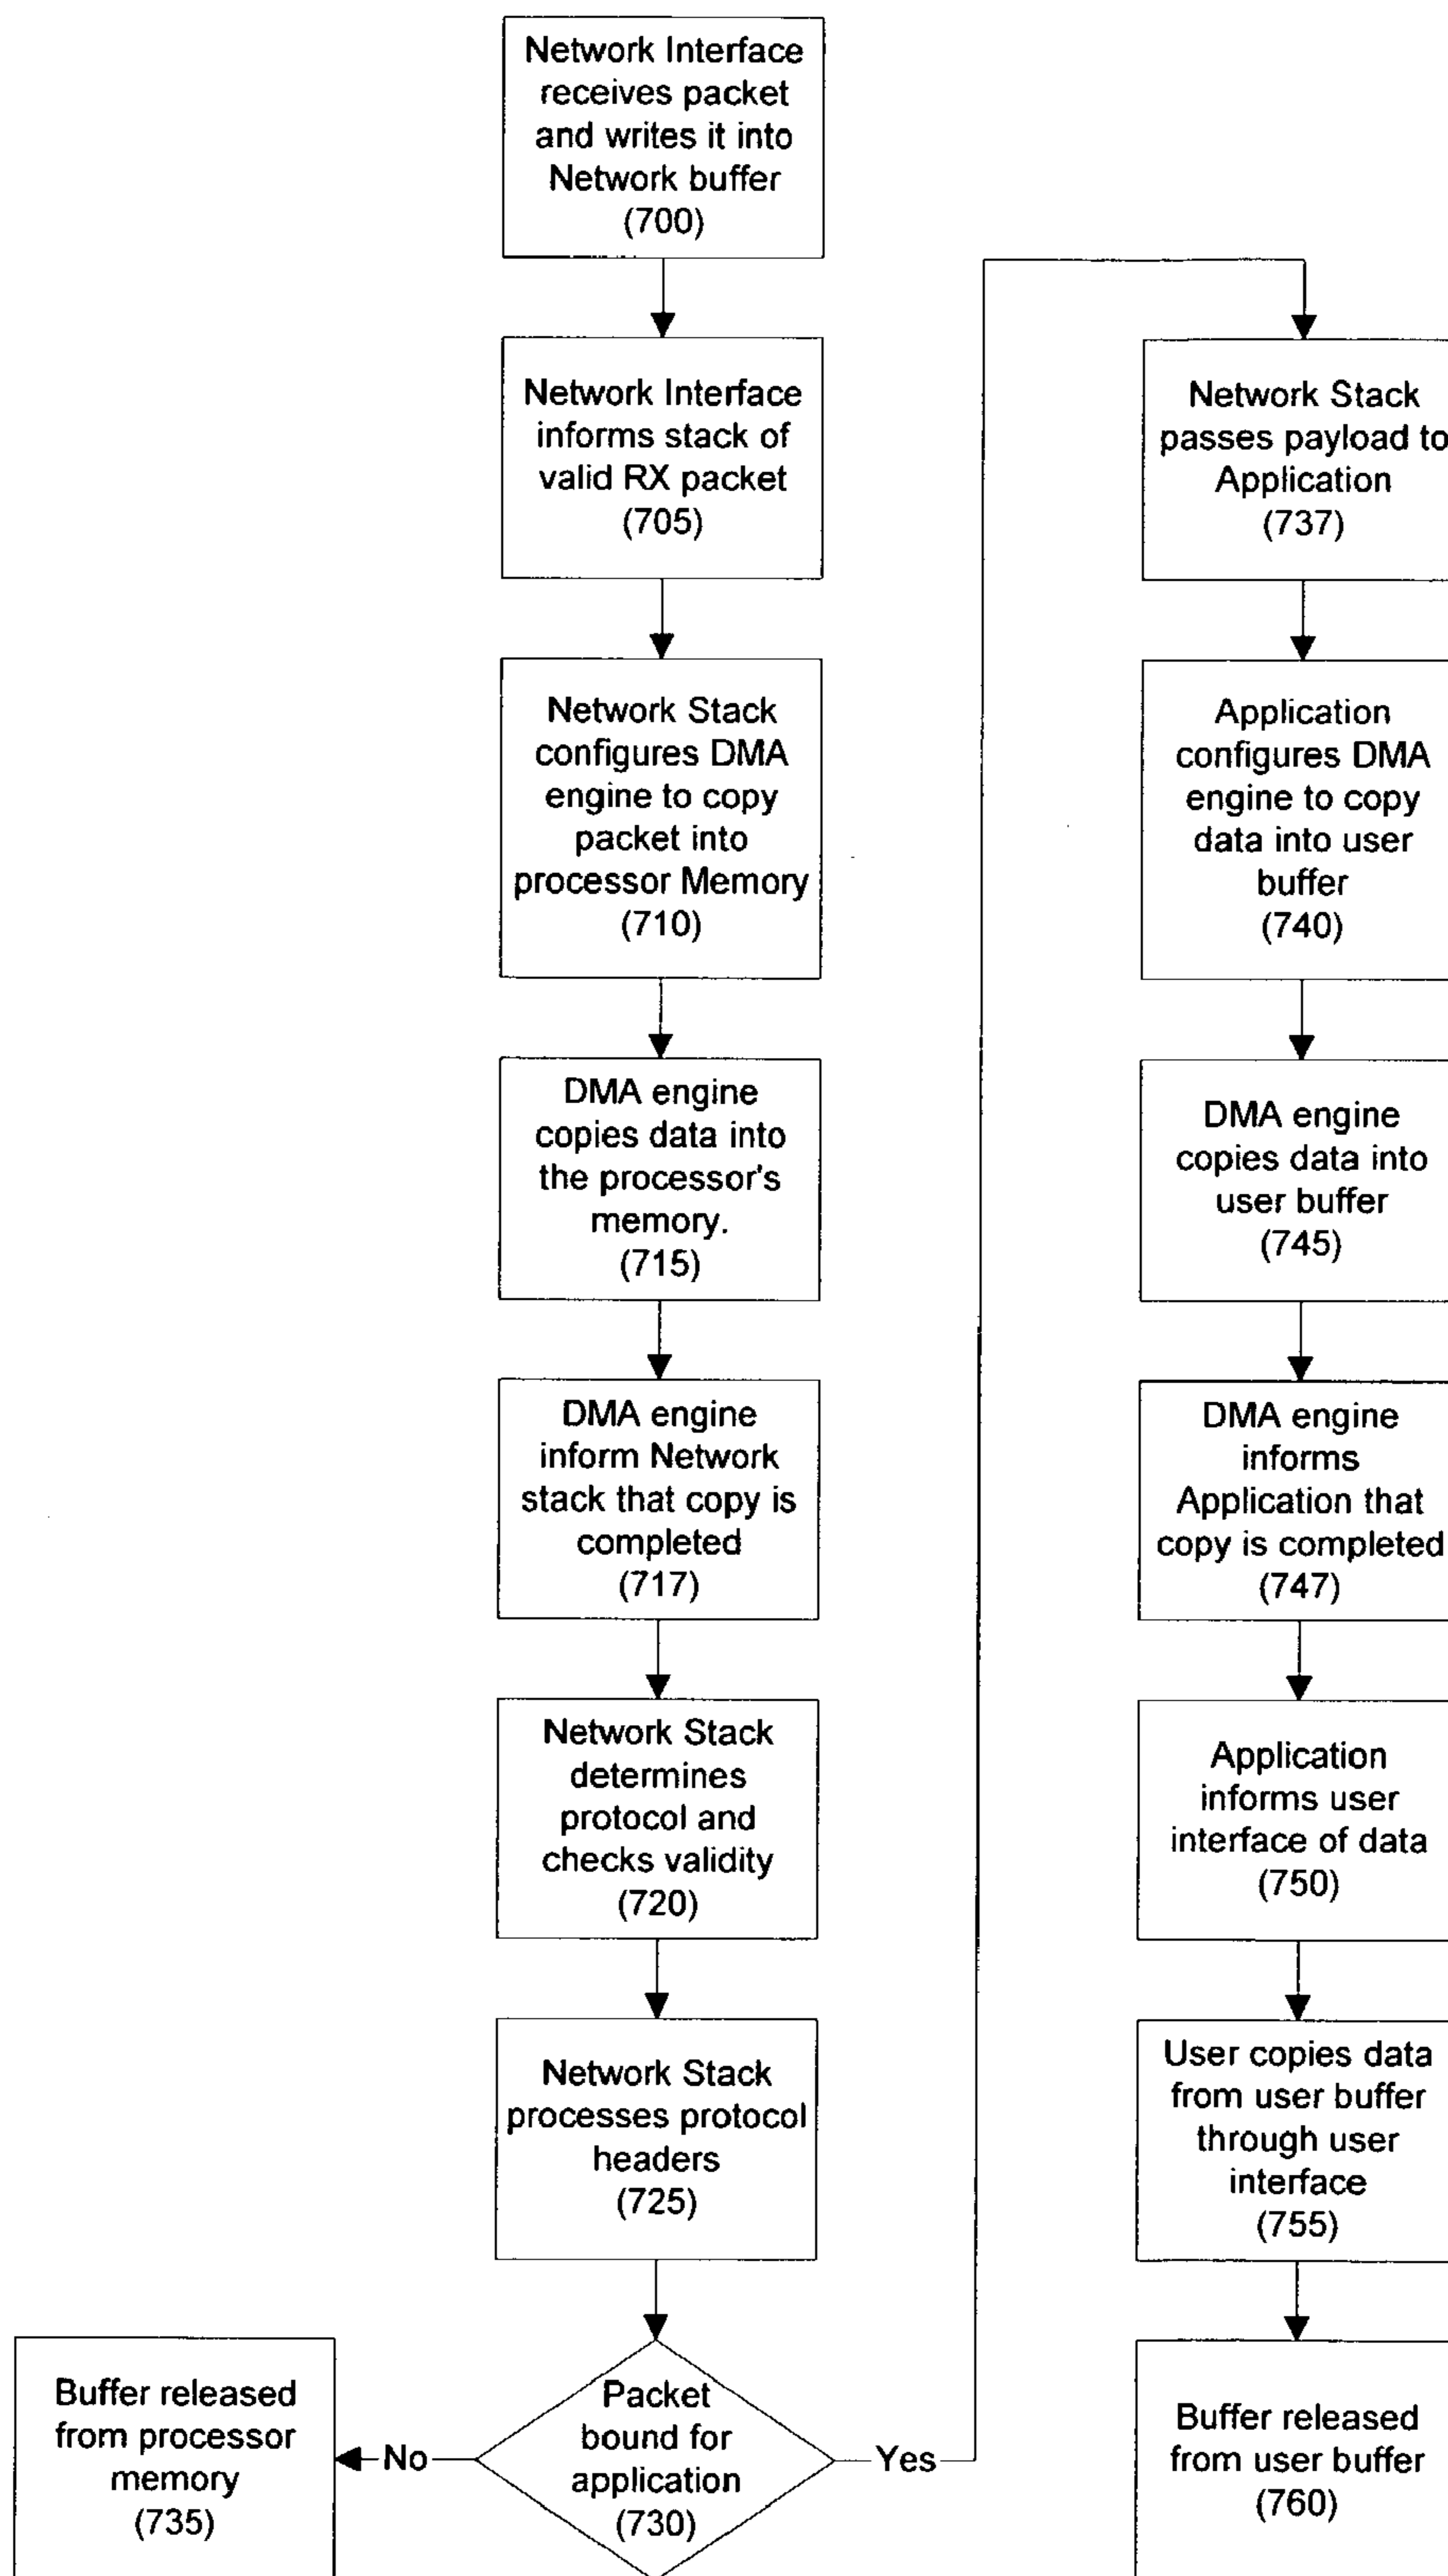 Network Interface
receives packet
and writes it into
Network buffer
(700)
Network Interface
informs stack of
valid RX packet
(705)
Network Stack
configures DMA
engine to copy
packet into
processor Memory
(710)
DMA engine
copies data into
the processor's
memory.
(715)
DMA engine
inform Network
stack that copy is
completed
(717)
Network Stack
determines
protocol and
checks validity
(720)
Network Stack
processes protocol
headers
(725)
Packet
bound for
application
(730)
No
Yes
Buffer released
from processor
memory
(735)
Network Stack
passes payload to
Application
(737)
Application
configures DMA
engine to copy
data into user
buffer
(740)
DMA engine
copies data into
user buffer
(745)
DMA engine
informs
Application that
copy is completed
(747)
Application
informs user
interface of data
(750)
User copies data
from user buffer
through user
interface
(755)
Buffer released
from user buffer
(760)